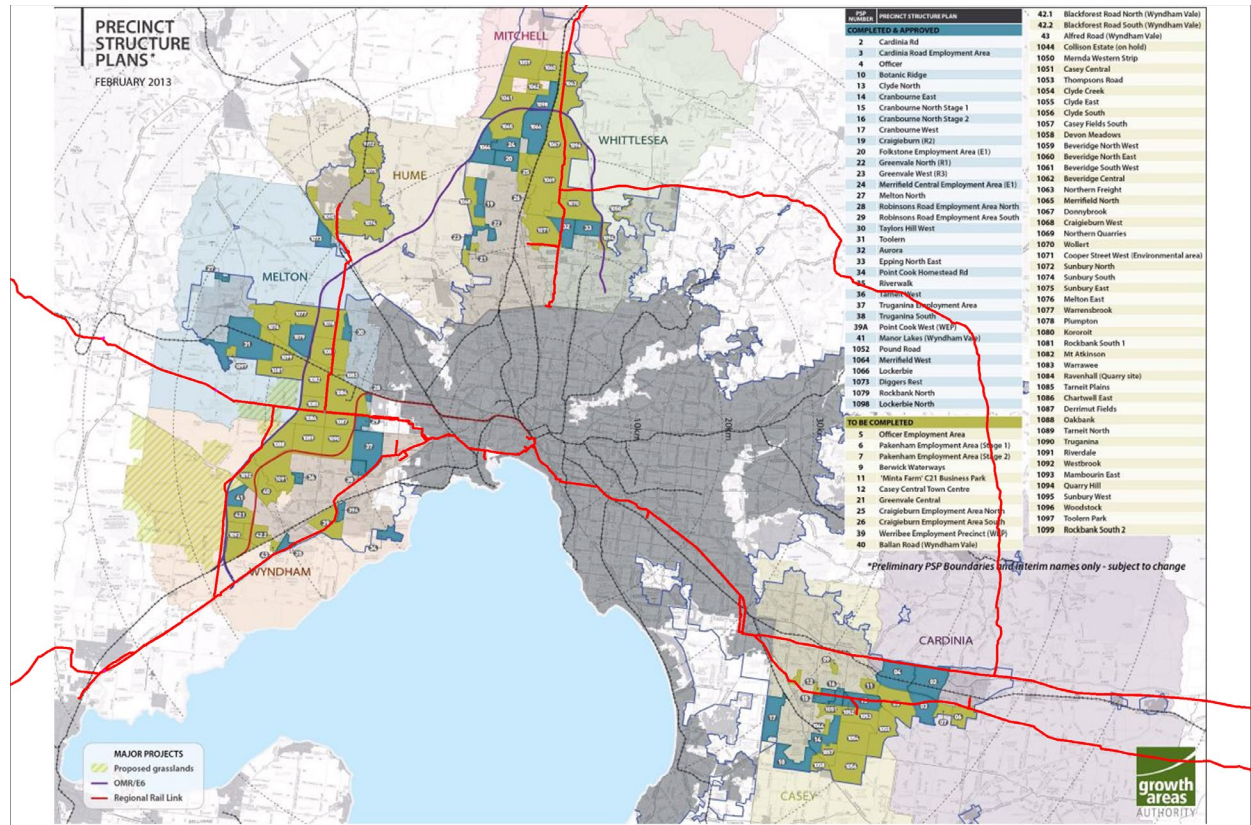 PRECINCT
STRUCTURE
PLANS*
FEBRUARY 2013
MITCHELL
WHITTLESEA
HUME
MELTON
WYNDHAM
CARDINIA
CASEY
10km
20km
30km
PSP NUMBER PRECINCT STRUCTURE PLAN
COMPLETED & APPROVED
2 Cardinia Rd
3 Cardinia Road Employment Area
4 Officer
10 Botanic Ridge
13 Clyde North
14 Cranbourne East
15 Cranbourne North Stage 1
16 Cranbourne North Stage 2
17 Cranbourne West
19 Craigieburn (R2)
20 Folkstone Employment Area (E1)
22 Greenvale North (R1)
23 Greenvale West (R3)
24 Merrifield Central Employment Area (E1)
27 Melton North
28 Robinsons Road Employment Area North
29 Robinsons Road Employment Area South
30 Taylors Hill West
31 Toolern
32 Aurora
33 Epping North East
34 Point Cook Homestead Rd
35 Riverwalk
36 Tarneit West
37 Truganina Employment Area
38 Truganina South
39A Point Cook West (WEP)
41 Manor Lakes (Wyndham Vale)
1052 Pound Road
1064 Merrifield West
1066 Lockerbie
1073 Diggers Rest
1079 Rockbank North
1098 Lockerbie North
TO BE COMPLETED
5 Officer Employment Area
6 Pakenham Employment Area (Stage 1)
7 Pakenham Employment Area (Stage 2)
9 Berwick Waterways
11 'Minta Farm' C21 Business Park
12 Casey Central Town Centre
21 Greenvale Central
25 Craigieburn Employment Area North
26 Craigieburn Employment Area South
39 Werribee Employment Precinct (WEP)
40 Ballan Road (Wyndham Vale)
42.1 Blackforest Road North (Wyndham Vale)
42.2 Blackforest Road South (Wyndham Vale)
43 Alfred Road (Wyndham Vale)
1044 Collison Estate (on hold)
1050 Mernda Western Strip
1051 Casey Central
1053 Thompsons Road
1054 Clyde Creek
1055 Clyde East
1056 Clyde South
1057 Casey Fields South
1058 Devon Meadows
1059 Beveridge North West
1060 Beveridge North East
1061 Beveridge South West
1062 Beveridge Central
1063 Northern Freight
1065 Merrifield North
1067 Donnybrook
1068 Craigieburn West
1069 Northern Quarries
1070 Wollert
1071 Cooper Street West (Environmental area)
1072 Sunbury North
1074 Sunbury South
1075 Sunbury East
1076 Melton East
1077 Warrensbrook
1078 Plumpton
1080 Kororoit
1081 Rockbank South 1
1082 Mt Atkinson
1083 Warrawee
1084 Ravenhall (Quarry site)
1085 Tarneit Plains
1086 Chartwell East
1087 Derrimut Fields
1088 Oakbank
1089 Tarneit North
1090 Truganina
1091 Riverdale
1092 Westbrook
1093 Mambourin East
1094 Quarry Hill
1095 Sunbury West
1096 Woodstock
1097 Toolern Park
1099 Rockbank South 2
*Preliminary PSP Boundaries and interim names only - subject to change
MAJOR PROJECTS
Proposed grasslands
OMR/E6
Regional Rail Link
growth
areas
AUTHORITY